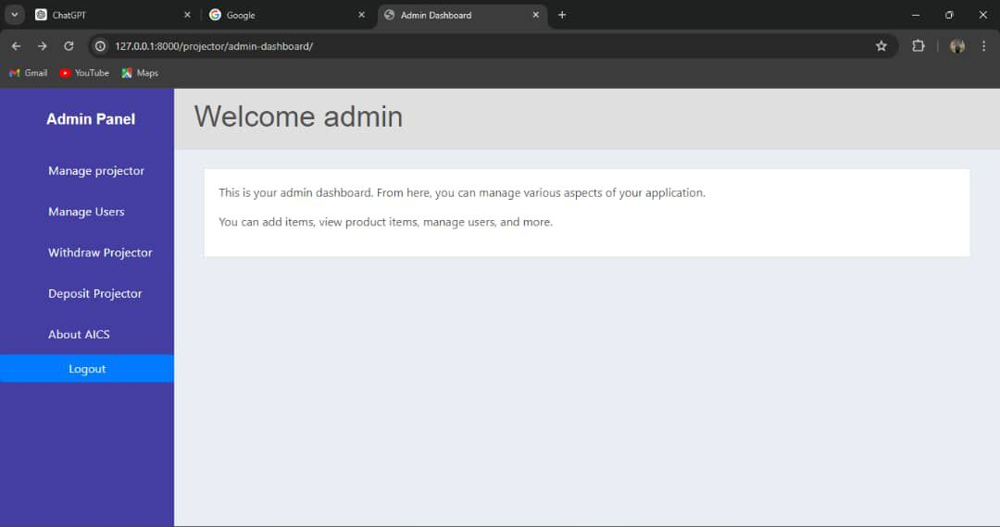 ChatGPT
Google
Admin Dashboard
127.0.0.1:8000/projector/admin-dashboard/
Gmail
YouTube
Maps
Admin Panel
Manage projector
Manage Users
Withdraw Projector
Deposit Projector
About AICS
Logout
Welcome admin
This is your admin dashboard. From here, you can manage various aspects of your application.
You can add items, view product items, manage users, and more.